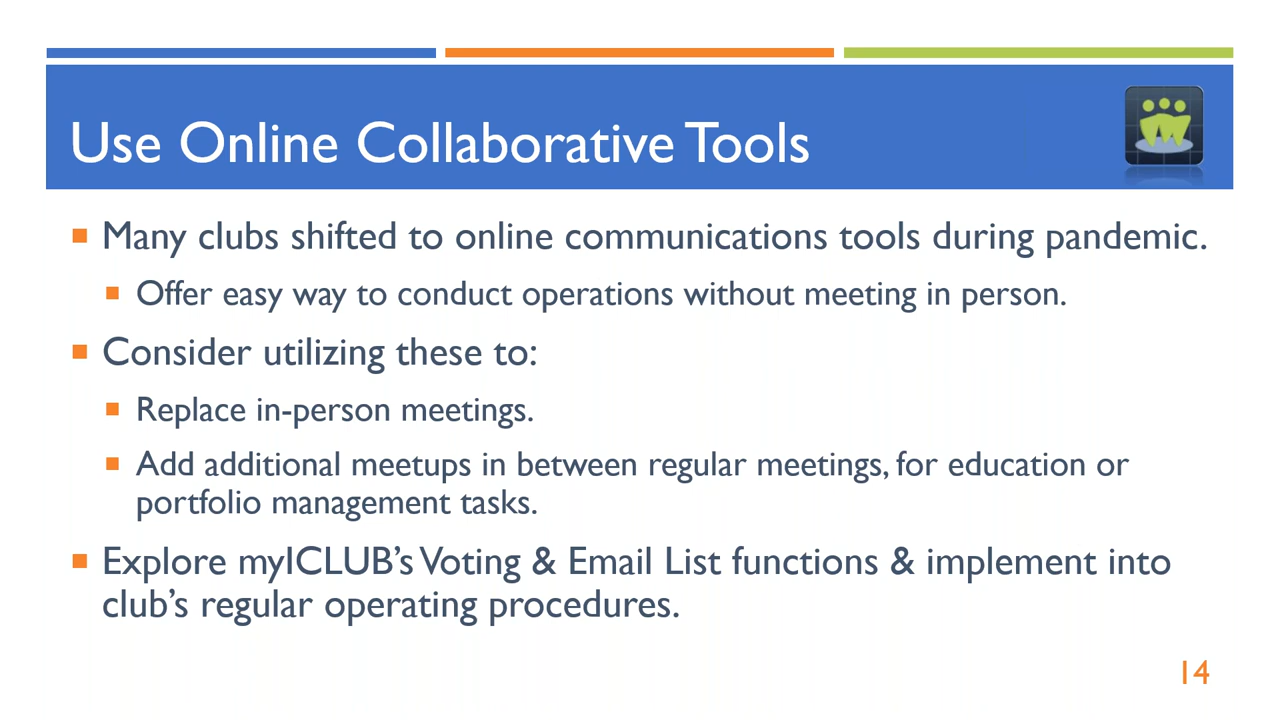 Use Online Collaborative Tools
Many clubs shifted to online communications tools during pandemic.
Offer easy way to conduct operations without meeting in person.
Consider utilizing these to:
Replace in-person meetings.
Add additional meetups in between regular meetings, for education or
portfolio management tasks.
Explore myICLUB’s Voting & Email List functions & implement into
club’s regular operating procedures.
14